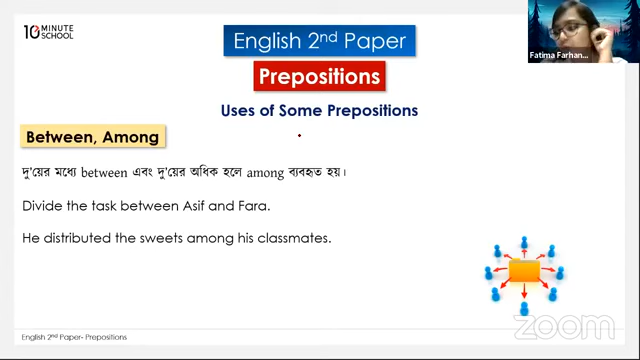 10 MINUTE
SCHOOL
English 2nd Paper
Prepositions
Uses of Some Prepositions
Between, Among
দু'য়ের মধ্যে between এবং দু'য়ের অধিক হলে among ব্যবহৃত হয়।
Divide the task between Asif and Fara.
He distributed the sweets among his classmates.
English 2nd Paper- Prepositions
Fatima Farhan...
zoom